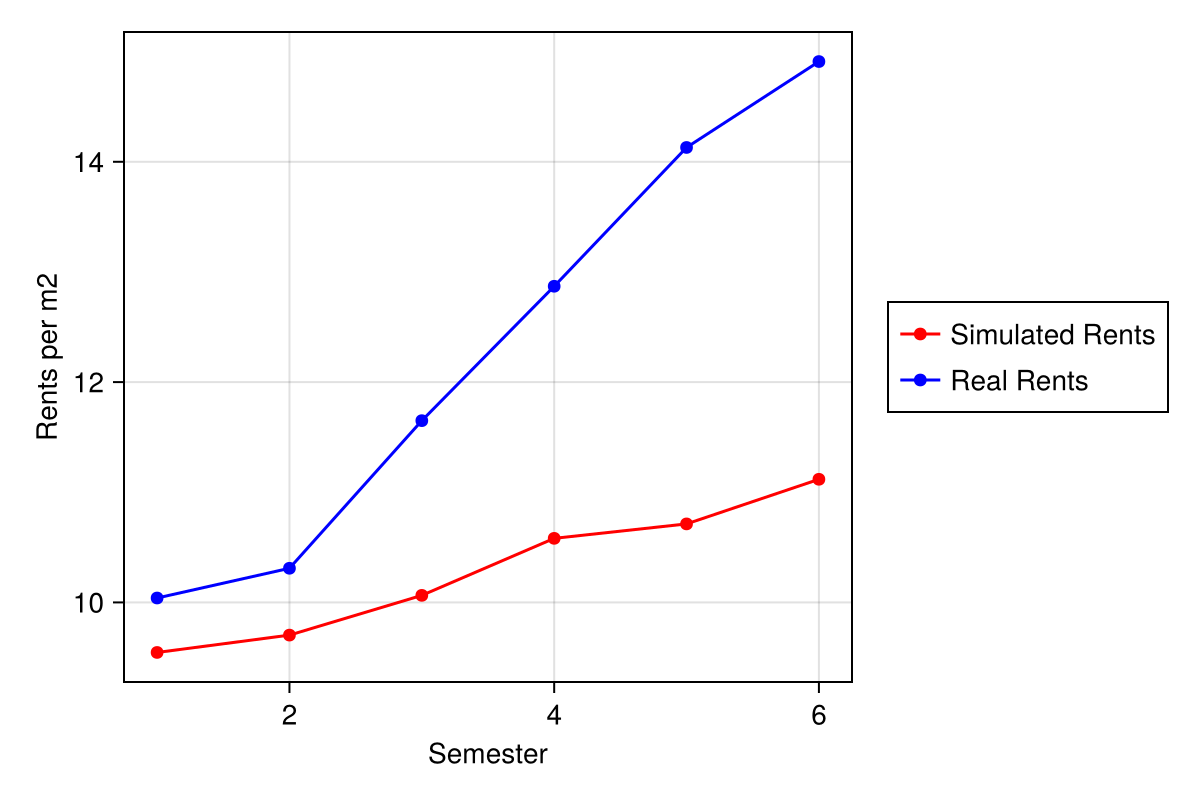 Rents per m2
14
12
10
2 4 6
Semester
Simulated Rents
Real Rents